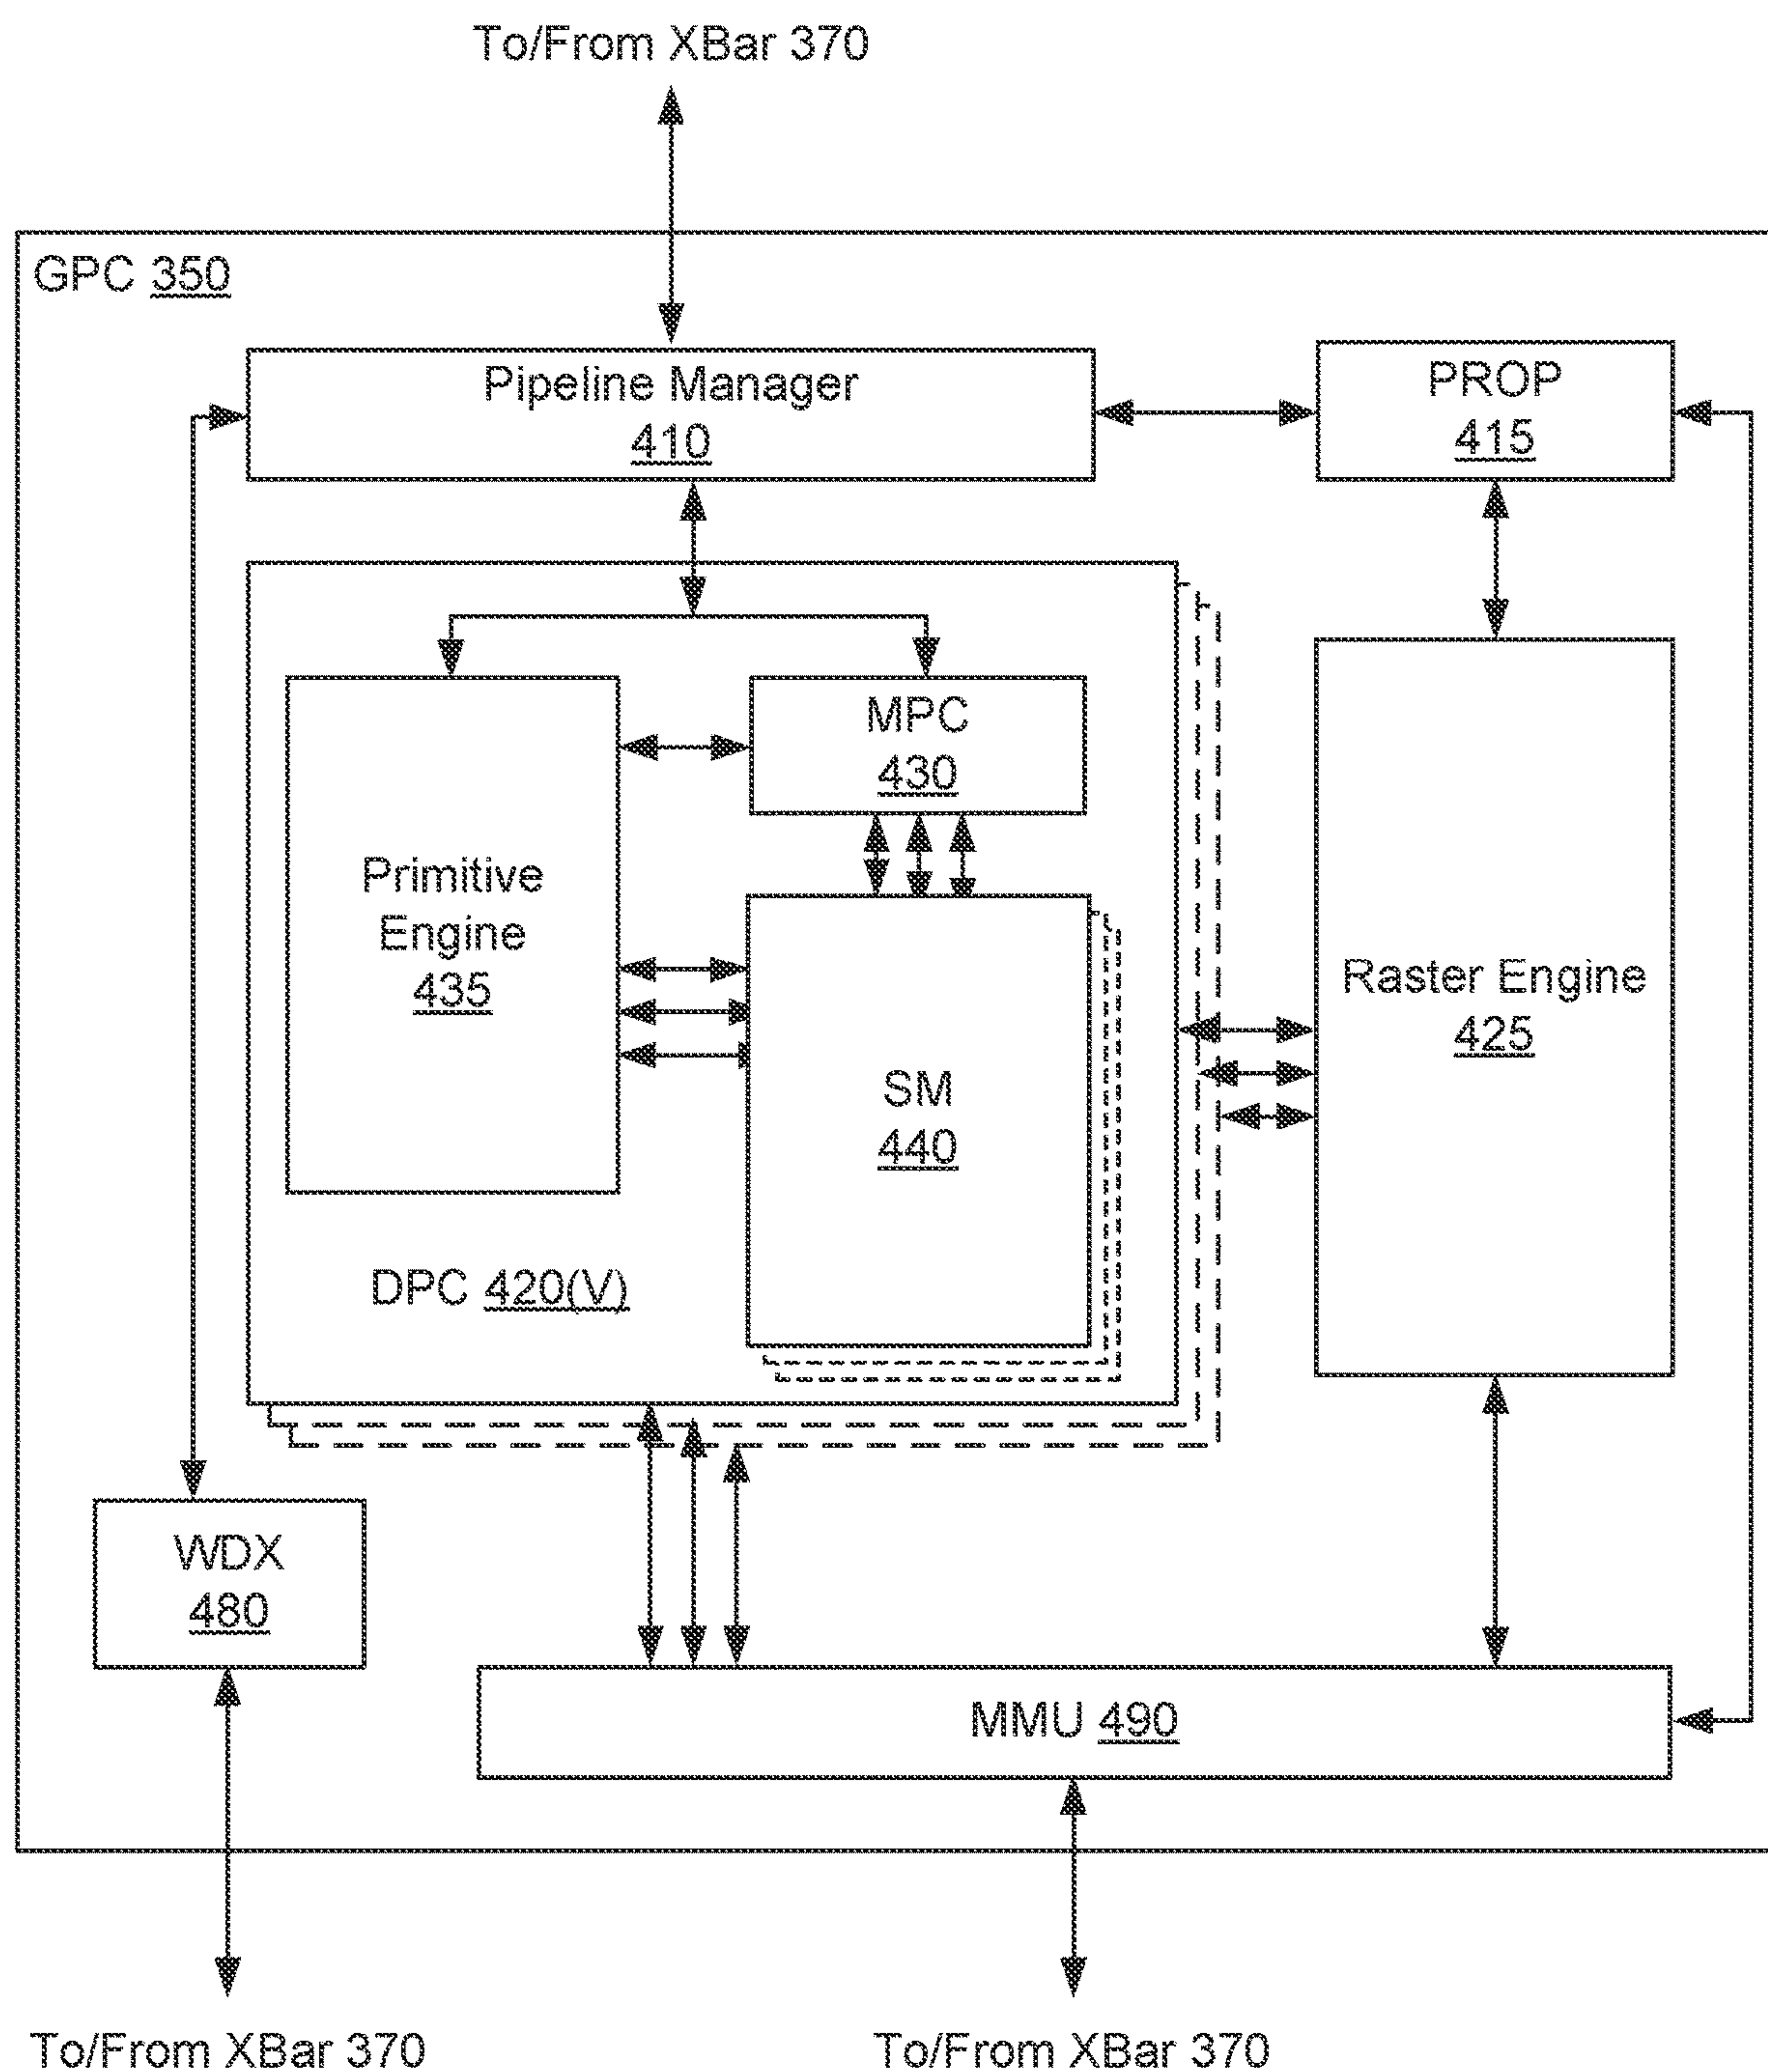 To/From XBar 370
GPC 350
Pipeline Manager
410
PROP
415
MPC
430
Primitive
Engine
435
Raster Engine
425
SM
440
DPC 420(V)
WDX
480
MMU 490
To/From XBar 370
To/From XBar 370